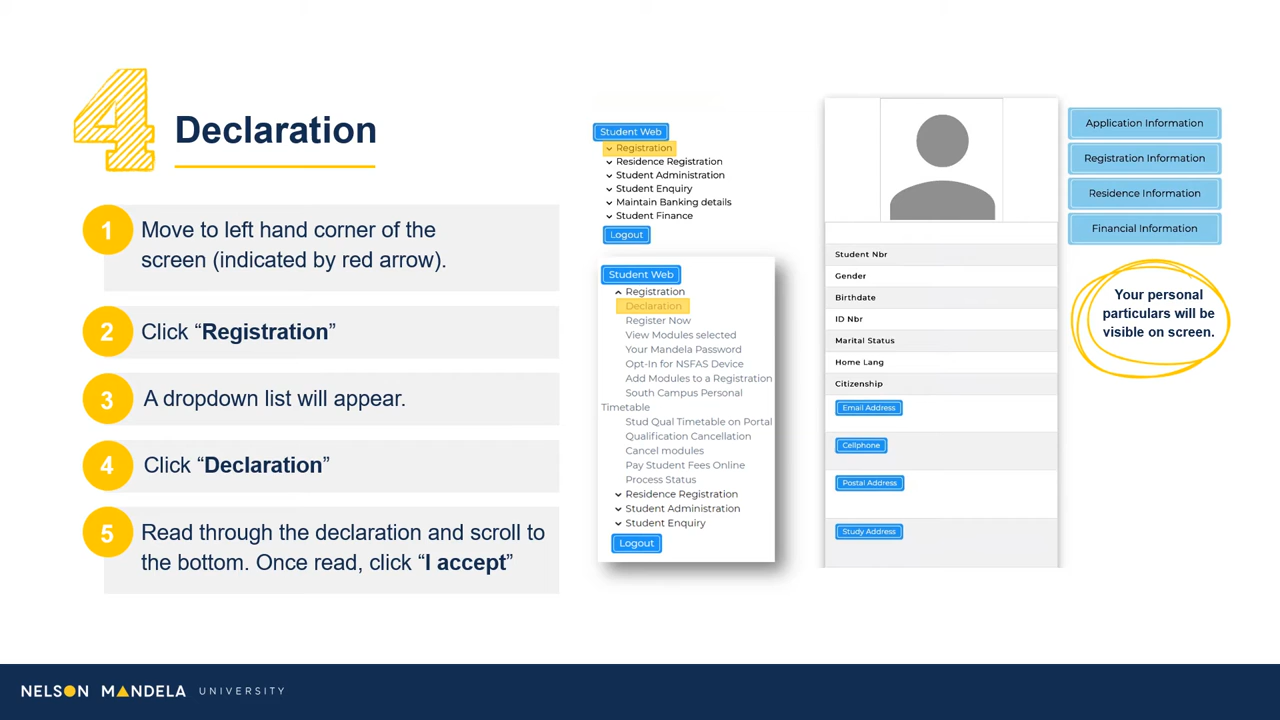 4
Declaration
1
Move to left hand corner of the
screen (indicated by red arrow).
2
Click “Registration”
3
A dropdown list will appear.
4
Click “Declaration”
5
Read through the declaration and scroll to
the bottom. Once read, click “I accept”
Student Web
Registration
Residence Registration
Student Administration
Student Enquiry
Maintain Banking details
Student Finance
Logout
Student Web
Registration
Declaration
Register Now
View Modules selected
Your Mandela Password
Opt-In for NSFAS Device
Add Modules to a Registration
South Campus Personal
Timetable
Stud Qual Timetable on Portal
Qualification Cancellation
Cancel modules
Pay Student Fees Online
Process Status
Residence Registration
Student Administration
Student Enquiry
Logout
Student Nbr
Gender
Birthdate
ID Nbr
Marital Status
Home Lang
Citizenship
Email Address
Cellphone
Postal Address
Study Address
Application Information
Registration Information
Residence Information
Financial Information
Your personal
particulars will be
visible on screen.
NELSON MANDELA UNIVERSITY